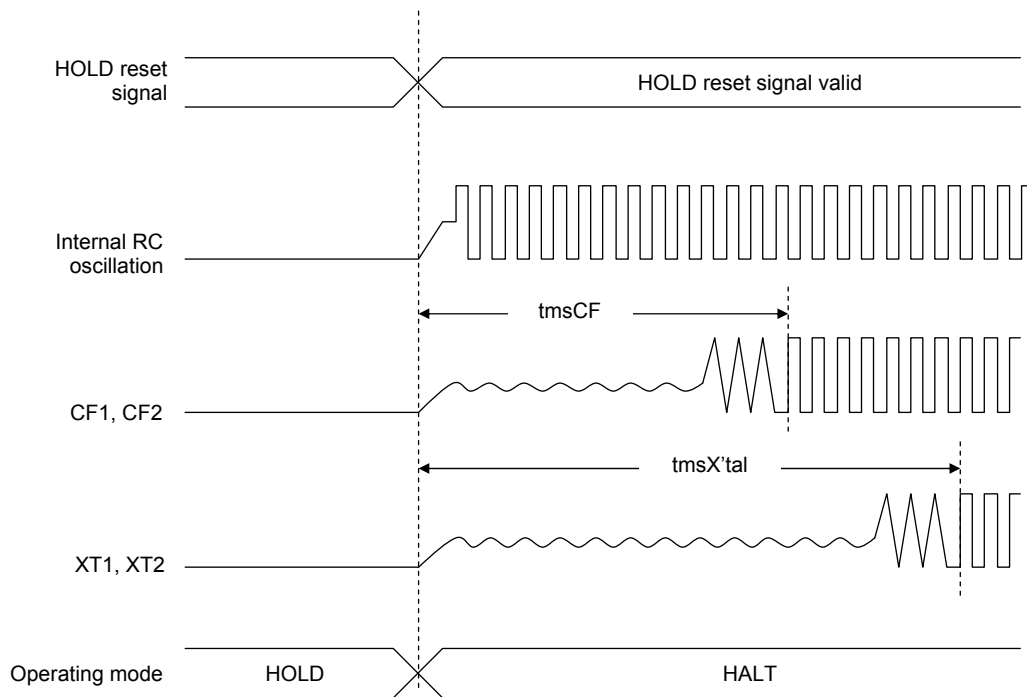 HOLD reset
signal
HOLD reset signal valid
Internal RC
oscillation
tmsCF
CF1, CF2
tmsX’tal
XT1, XT2
Operating mode
HOLD
HALT